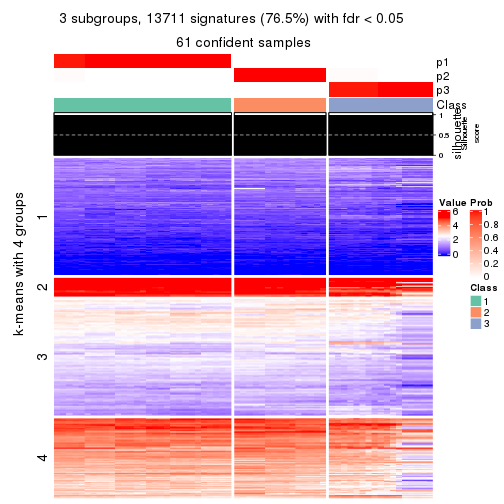 3 subgroups, 13711 signatures (76.5%) with fdr < 0.05
61 confident samples
p1
p2
p3
Class
silhouette
Silhouette
score
1
0.5
0
k-means with 4 groups
1
2
3
4
Value
6
4
2
0
Prob
1
0.8
0.6
0.4
0.2
0
Class
1
2
3